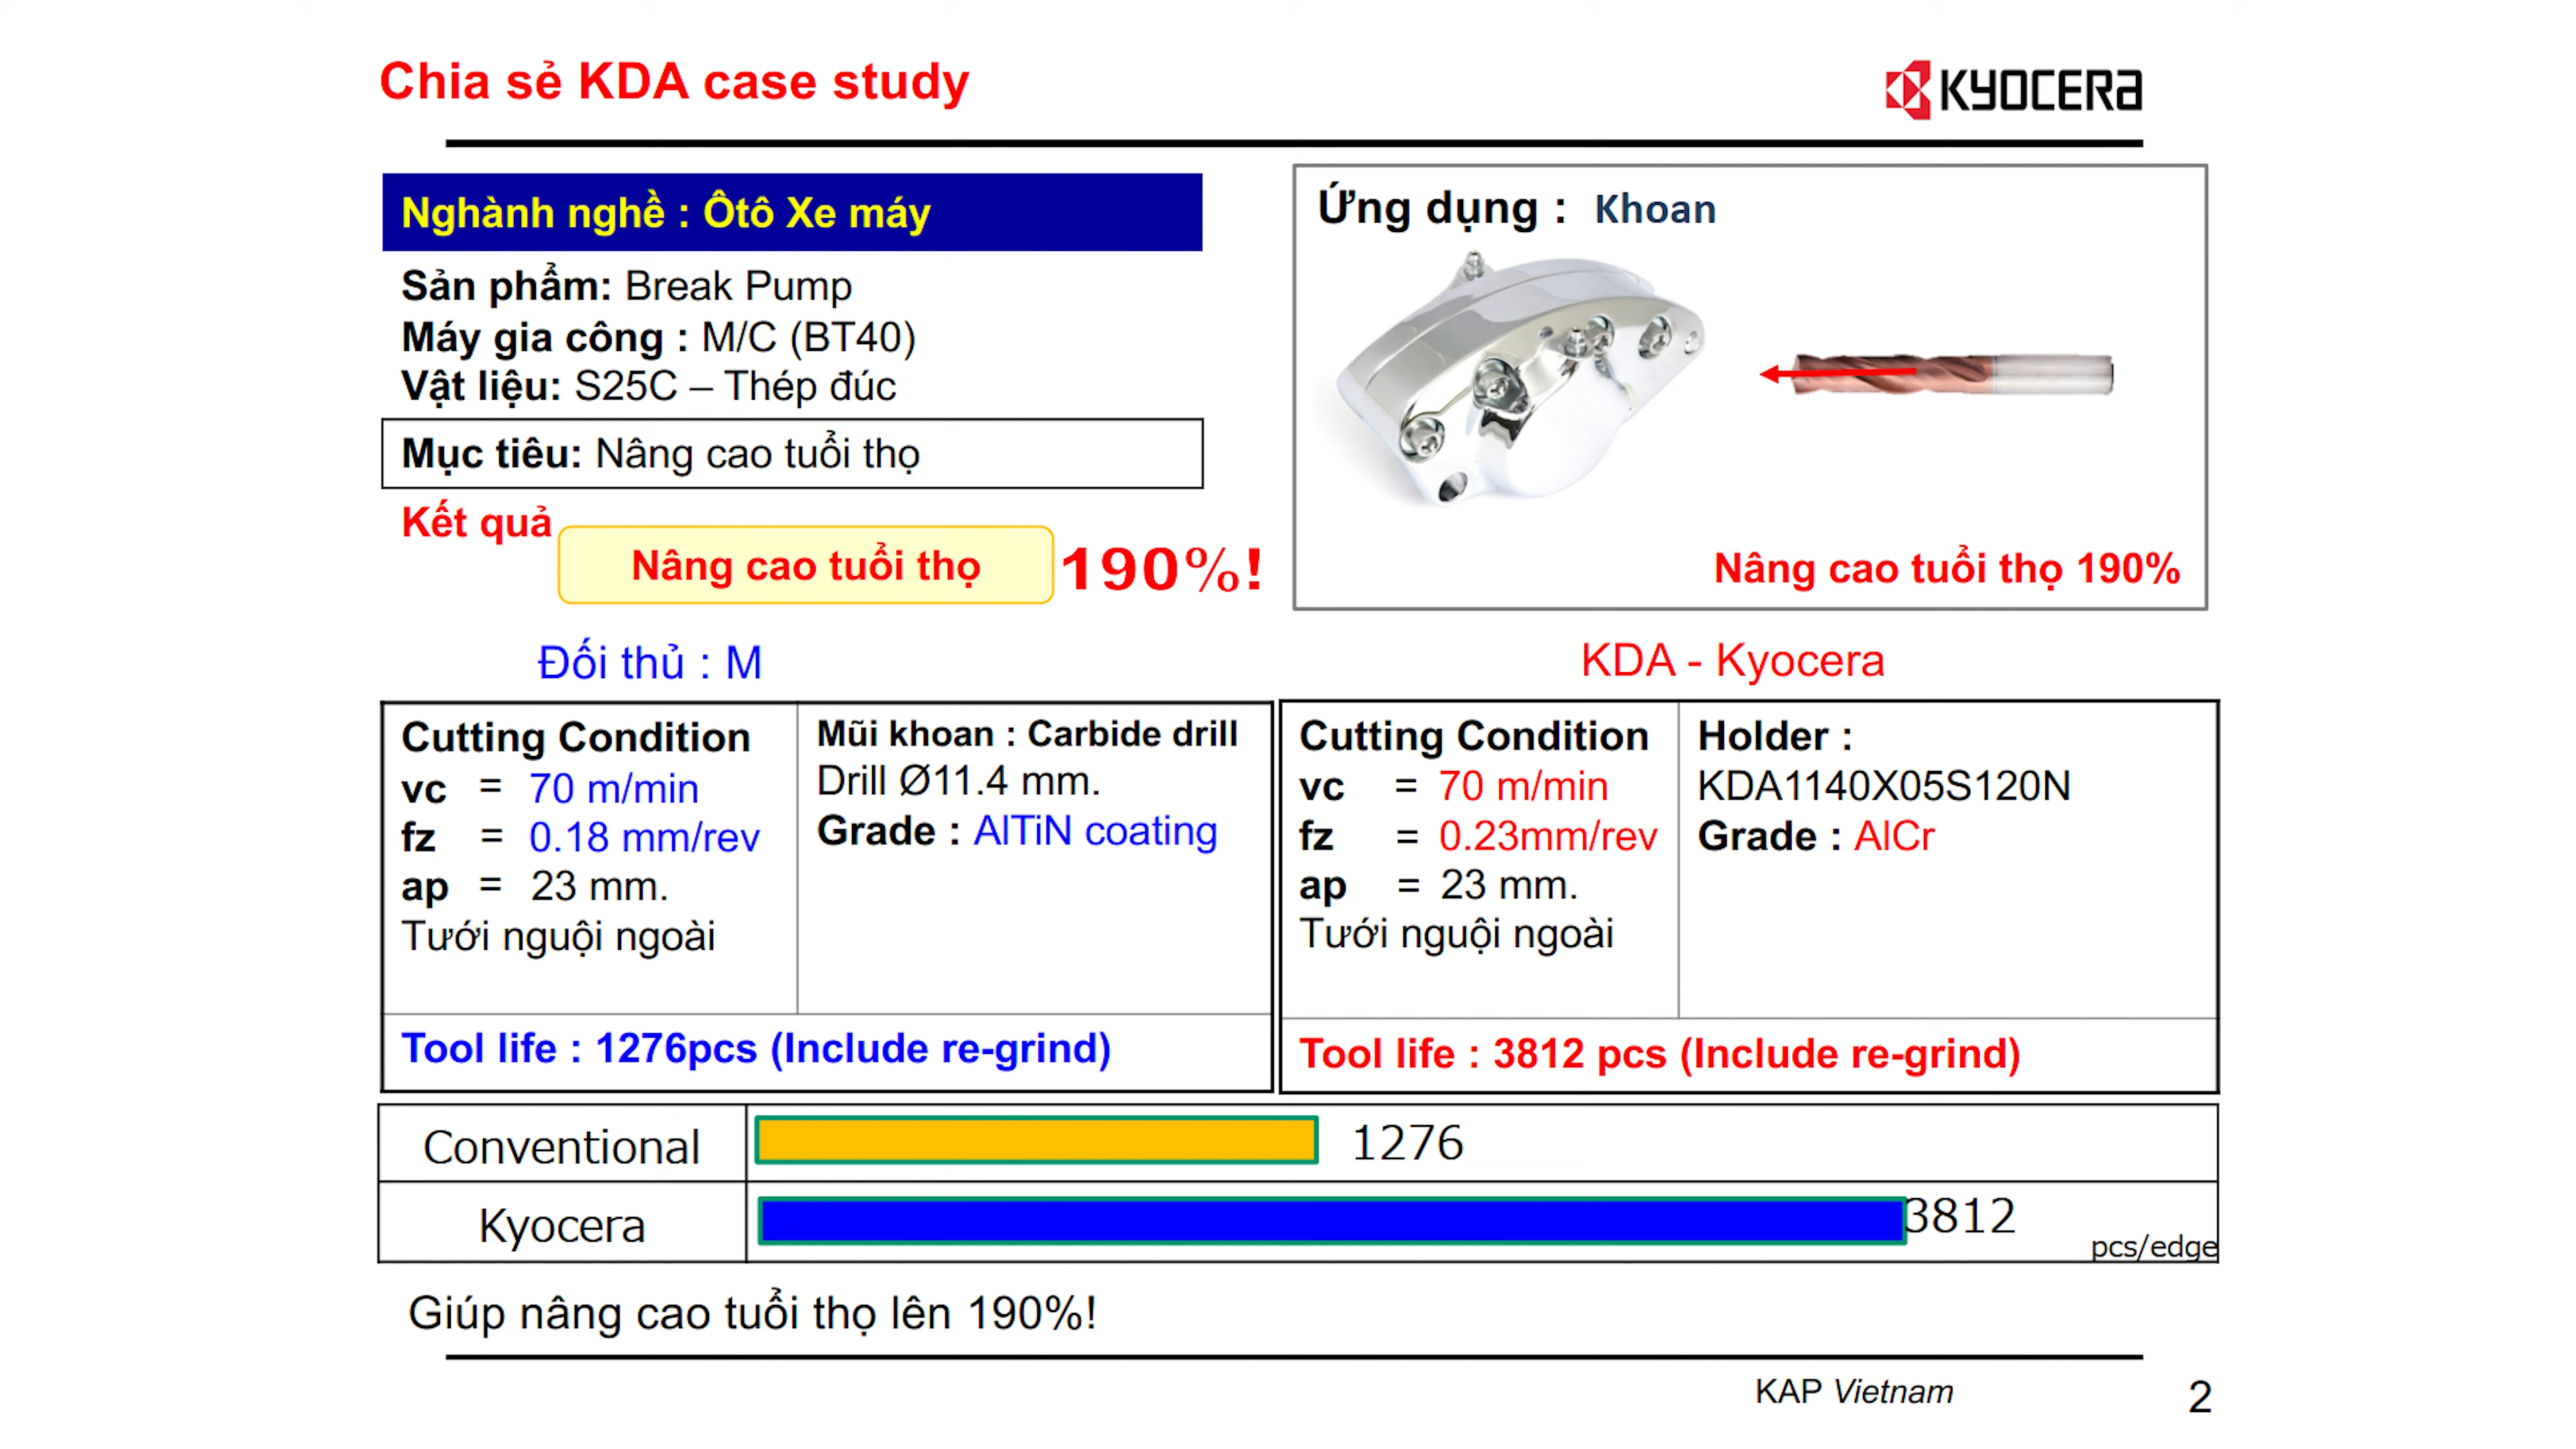 Chia sẻ KDA case study
KYOCERA
Nghành nghề : Ôtô Xe máy
Sản phẩm: Break Pump
Máy gia công : M/C (BT40)
Vật liệu: S25C – Thép đúc
Mục tiêu: Nâng cao tuổi thọ
Kết quả
Nâng cao tuổi thọ 190%!
Ứng dụng : Khoan
Nâng cao tuổi thọ 190%
Đối thủ : M
Cutting Condition
vc = 70 m/min
fz = 0.18 mm/rev
ap = 23 mm.
Tưới nguội ngoài
Mũi khoan : Carbide drill
Drill Ø11.4 mm.
Grade : AlTiN coating
Tool life : 1276pcs (Include re-grind)
KDA - Kyocera
Cutting Condition
vc = 70 m/min
fz = 0.23mm/rev
ap = 23 mm.
Tưới nguội ngoài
Holder :
KDA1140X05S120N
Grade : AlCr
Tool life : 3812 pcs (Include re-grind)
Conventional 1276
Kyocera 3812
pcs/edge
Giúp nâng cao tuổi thọ lên 190%!
KAP Vietnam
2